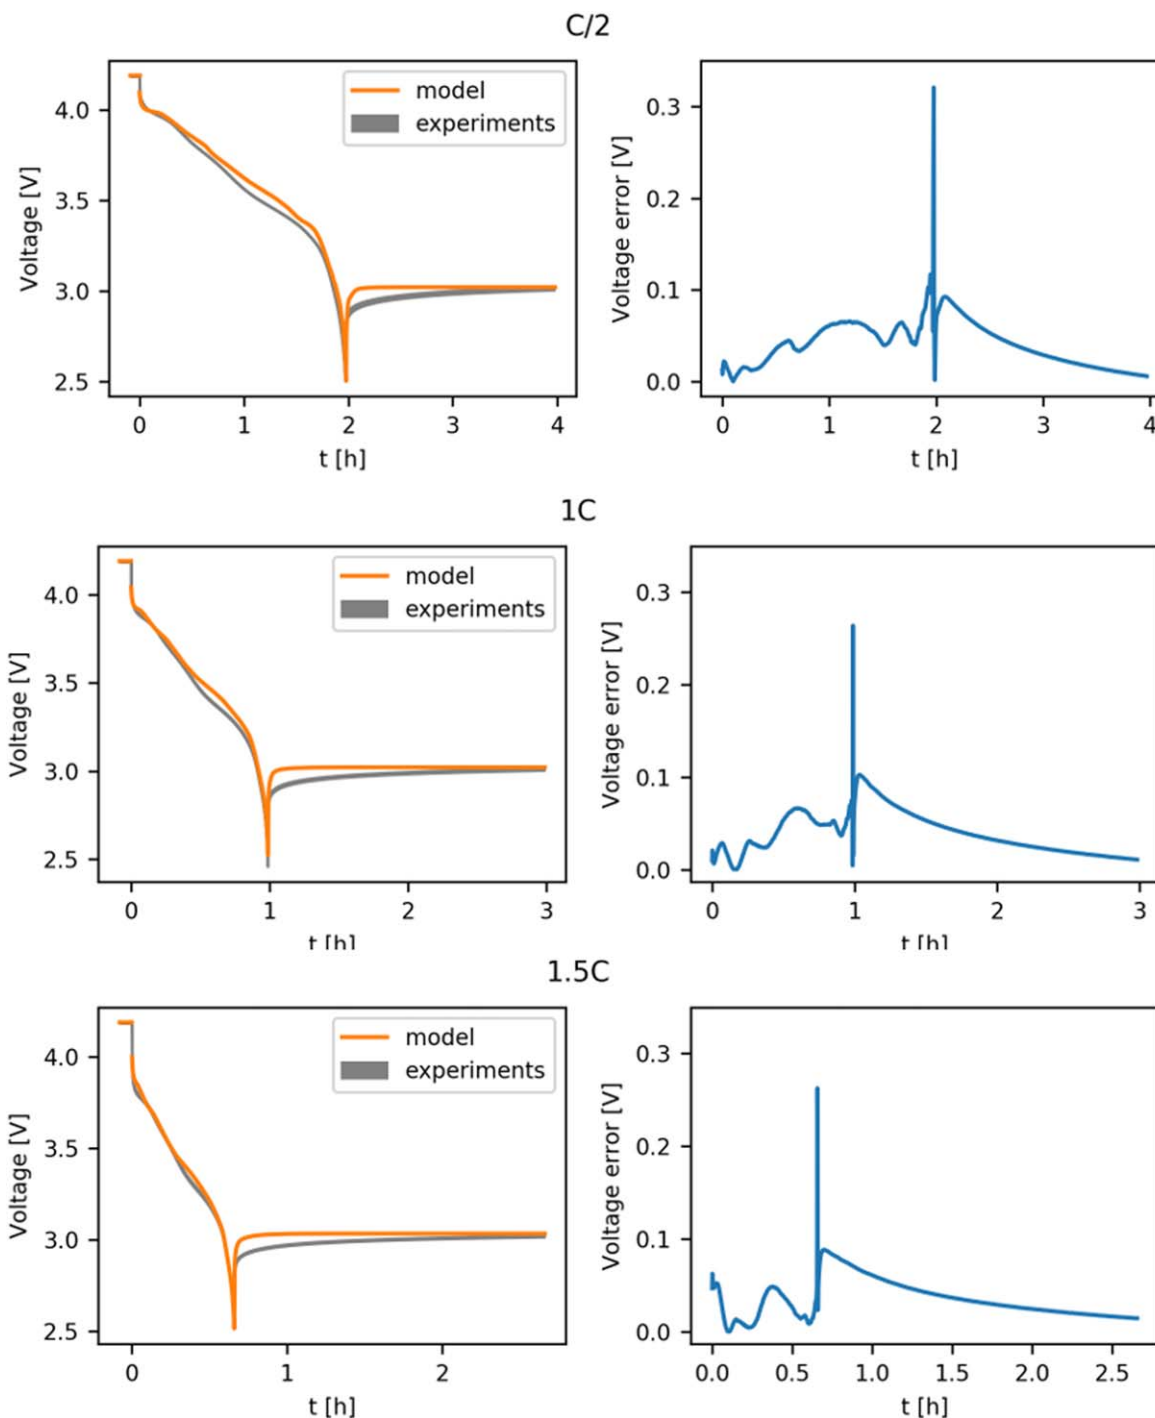 C/2
model
experiments
Voltage [V]
4.0
3.5
3.0
2.5
0 1 2 3 4
t [h]
Voltage error [V]
0.3
0.2
0.1
0.0
0 1 2 3 4
t [h]
1C
model
experiments
Voltage [V]
4.0
3.5
3.0
2.5
0 1 2 3
t [h]
Voltage error [V]
0.3
0.2
0.1
0.0
0 1 2 3
t [h]
1.5C
model
experiments
Voltage [V]
4.0
3.5
3.0
2.5
0 1 2
t [h]
Voltage error [V]
0.3
0.2
0.1
0.0
0.0 0.5 1.0 1.5 2.0 2.5
t [h]